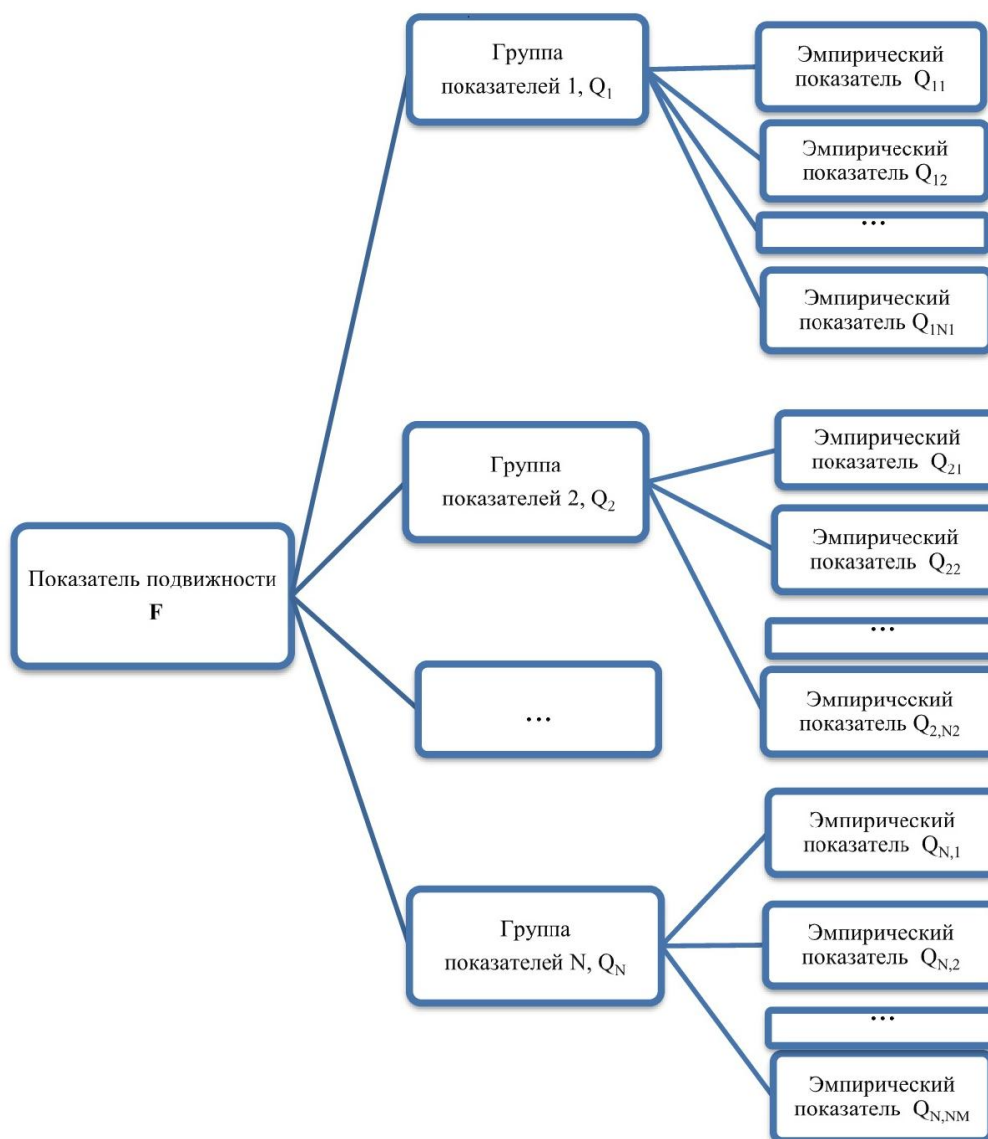 Группа
показателей 1, Q₁
Эмпирический
показатель Q₁₁
Эмпирический
показатель Q₁₂
...
Эмпирический
показатель Q₁N₁
Группа
показателей 2, Q₂
Эмпирический
показатель Q₂₁
Эмпирический
показатель Q₂₂
...
Эмпирический
показатель Q₂,N₂
Показатель подвижности
F
...
Группа
показателей N, QN
Эмпирический
показатель QN,1
Эмпирический
показатель QN,2
...
Эмпирический
показатель QN,NM